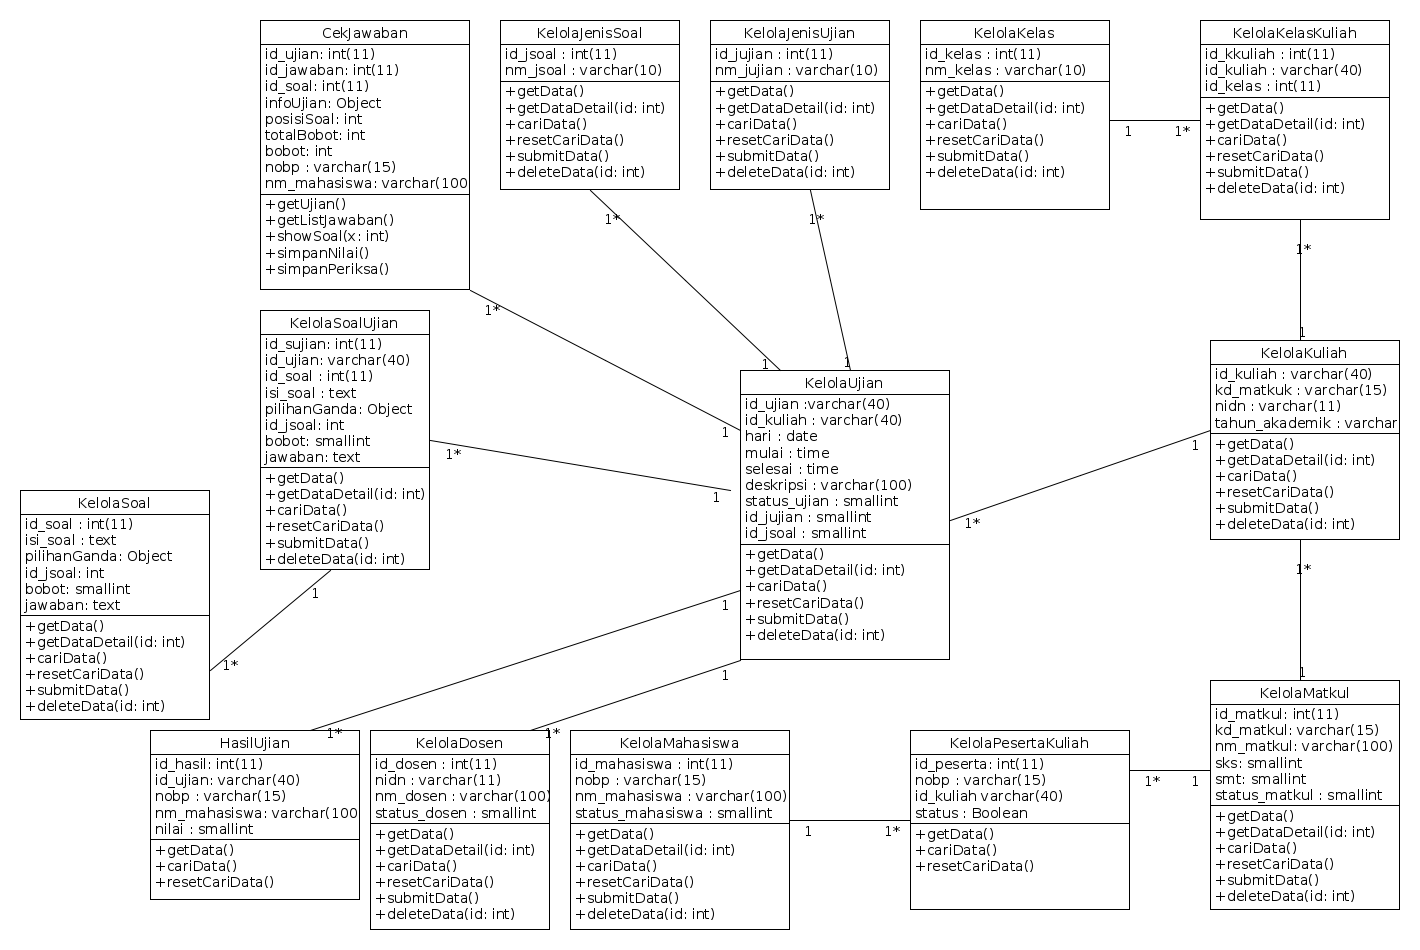 CekJawaban
id_ujian: int(11)
id_jawaban: int(11)
id_soal: int(11)
infoUjian: Object
posisiSoal: int
totalBobot: int
bobot: int
nobp : varchar(15)
nm_mahasiswa: varchar(100
+getUjian()
+getListJawaban()
+showSoal(x: int)
+simpanNilai()
+simpanPeriksa()
KelolaJenisSoal
id_jsoal : int(11)
nm_jsoal : varchar(10)
+getData()
+getDataDetail(id: int)
+cariData()
+resetCariData()
+submitData()
+deleteData(id: int)
KelolaJenisUjian
id_jujian : int(11)
nm_jujian : varchar(10)
+getData()
+getDataDetail(id: int)
+cariData()
+resetCariData()
+submitData()
+deleteData(id: int)
KelolaKelas
id_kelas : int(11)
nm_kelas : varchar(10)
+getData()
+getDataDetail(id: int)
+cariData()
+resetCariData()
+submitData()
+deleteData(id: int)
1
1*
KelolaKelasKuliah
id_kkuliah : int(11)
id_kuliah : varchar(40)
id_kelas : int(11)
+getData()
+getDataDetail(id: int)
+cariData()
+resetCariData()
+submitData()
+deleteData(id: int)
1*
1*
1*
1*
1
1
1
KelolaSoalUjian
id_sujian : int(11)
id_ujian: varchar(40)
id_soal : int(11)
isi_soal : text
pilihanGanda: Object
id_jsoal: int
bobot: smallint
jawaban: text
+getData()
+getDataDetail(id: int)
+cariData()
+resetCariData()
+submitData()
+deleteData(id: int)
1
1*
1
KelolaUjian
id_ujian :varchar(40)
id_kuliah : varchar(40)
hari : date
mulai : time
selesai : time
deskripsi : varchar(100)
status_ujian : smallint
id_jujian : smallint
id_jsoal : smallint
+getData()
+getDataDetail(id: int)
+cariData()
+resetCariData()
+submitData()
+deleteData(id: int)
1
1*
KelolaKuliah
id_kuliah : varchar(40)
kd_matkuk : varchar(15)
nidn : varchar(11)
tahun_akademik : varchar
+getData()
+getDataDetail(id: int)
+cariData()
+resetCariData()
+submitData()
+deleteData(id: int)
1*
1
KelolaSoal
id_soal : int(11)
isi_soal : text
pilihanGanda: Object
id_jsoal: int
bobot: smallint
jawaban: text
+getData()
+getDataDetail(id: int)
+cariData()
+resetCariData()
+submitData()
+deleteData(id: int)
1
1*
1
1
1*
1*
HasilUjian
id_hasil: int(11)
id_ujian: varchar(40)
nobp : varchar(15)
nm_mahasiswa: varchar(100
nilai : smallint
+getData()
+cariData()
+resetCariData()
KelolaDosen
id_dosen : int(11)
nidn : varchar(11)
nm_dosen : varchar(100)
status_dosen : smallint
+getData()
+getDataDetail(id: int)
+cariData()
+resetCariData()
+submitData()
+deleteData(id: int)
KelolaMahasiswa
id_mahasiswa : int(11)
nobp : varchar(15)
nm_mahasiswa : varchar(100)
status_mahasiswa : smallint
+getData()
+getDataDetail(id: int)
+cariData()
+resetCariData()
+submitData()
+deleteData(id: int)
1
1*
KelolaPesertaKuliah
id_peserta: int(11)
nobp : varchar(15)
id_kuliah varchar(40)
status : Boolean
+getData()
+cariData()
+resetCariData()
1*
1
KelolaMatkul
id_matkul: int(11)
kd_matkul: varchar(15)
nm_matkul: varchar(100)
sks: smallint
smt: smallint
status_matkul : smallint
+getData()
+getDataDetail(id: int)
+cariData()
+resetCariData()
+submitData()
+deleteData(id: int)